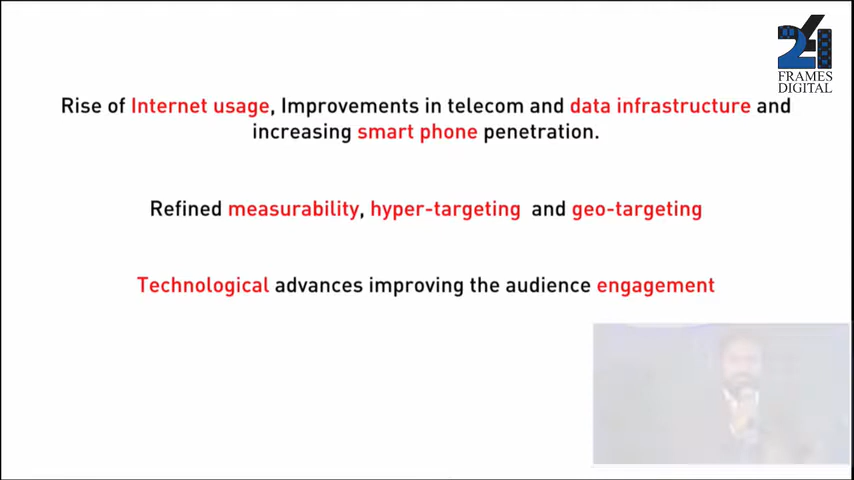 24
FRAMES
DIGITAL
Rise of Internet usage, Improvements in telecom and data infrastructure and
increasing smart phone penetration.
Refined measurability, hyper-targeting and geo-targeting
Technological advances improving the audience engagement